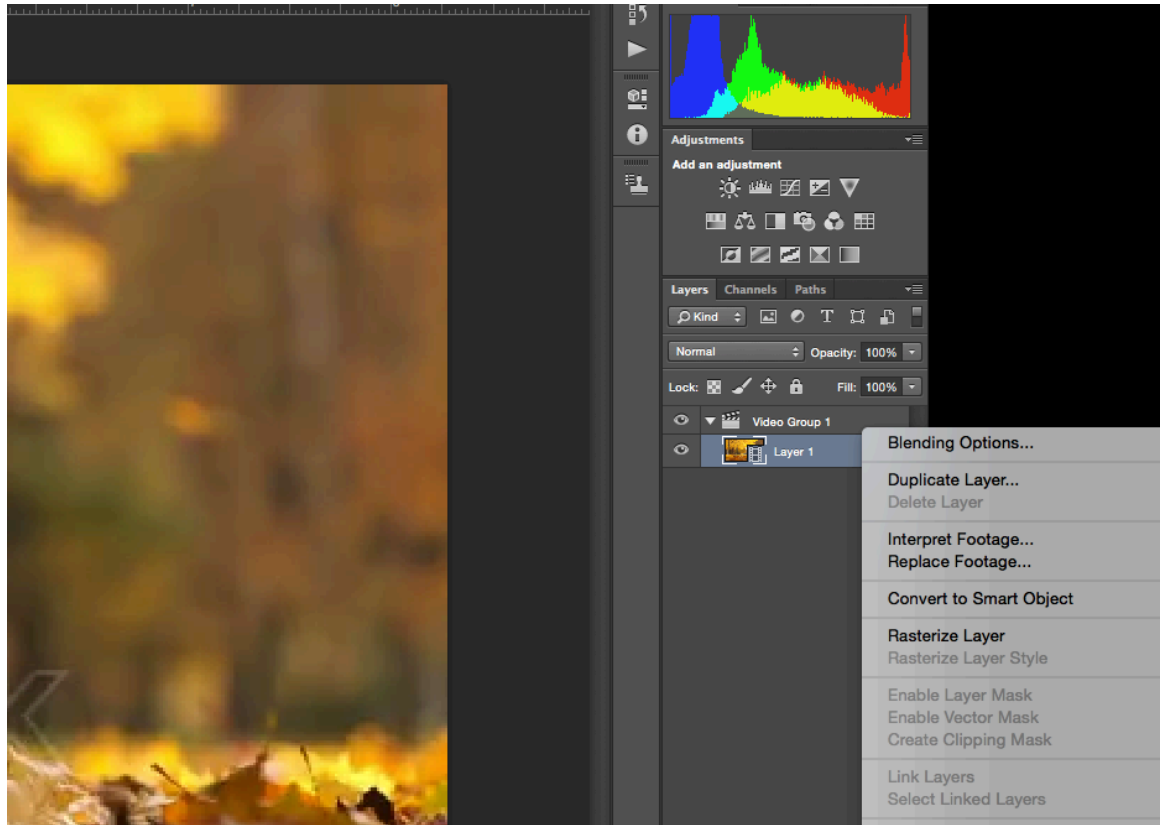 Adjustments
Add an adjustment
Layers Channels Paths
Kind
Normal Opacity: 100%
Lock: Fill: 100%
Video Group 1
Layer 1
Blending Options...
Duplicate Layer...
Delete Layer
Interpret Footage...
Replace Footage...
Convert to Smart Object
Rasterize Layer
Rasterize Layer Style
Enable Layer Mask
Enable Vector Mask
Create Clipping Mask
Link Layers
Select Linked Layers